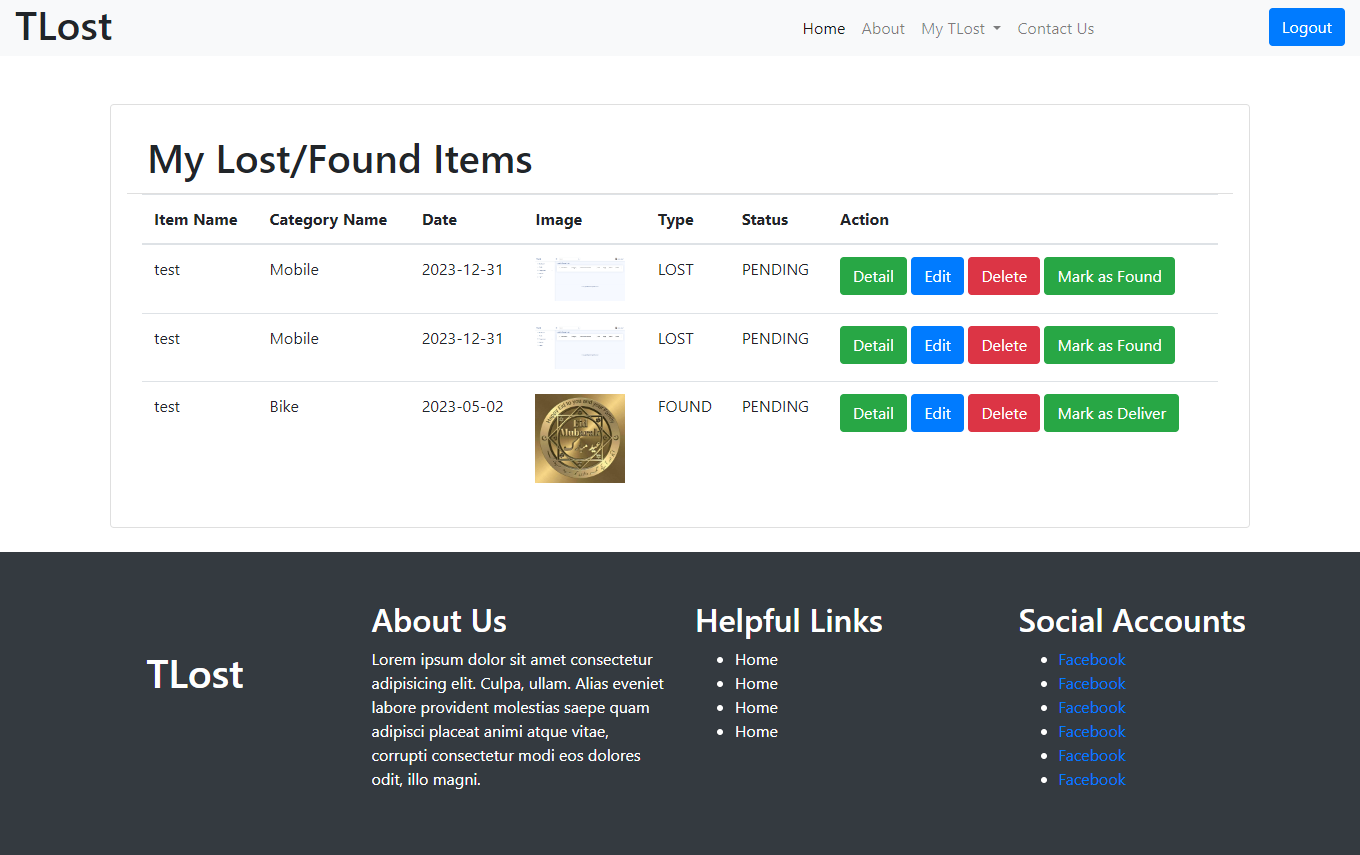 TLost
Home About My TLost Contact Us Logout
My Lost/Found Items
Item Name Category Name Date Image Type Status Action
test Mobile 2023-12-31 LOST PENDING Detail Edit Delete Mark as Found
test Mobile 2023-12-31 LOST PENDING Detail Edit Delete Mark as Found
test Bike 2023-05-02 FOUND PENDING Detail Edit Delete Mark as Deliver
Eid
Mubarak
عید مبارک
TLost
About Us
Lorem ipsum dolor sit amet consectetur
adipisicing elit. Culpa, ullam. Alias eveniet
labore provident molestias saepe quam
adipisci placeat animi atque vitae,
corrupti consectetur modi eos dolores
odit, illo magni.
Helpful Links
Home
Home
Home
Home
Social Accounts
Facebook
Facebook
Facebook
Facebook
Facebook
Facebook